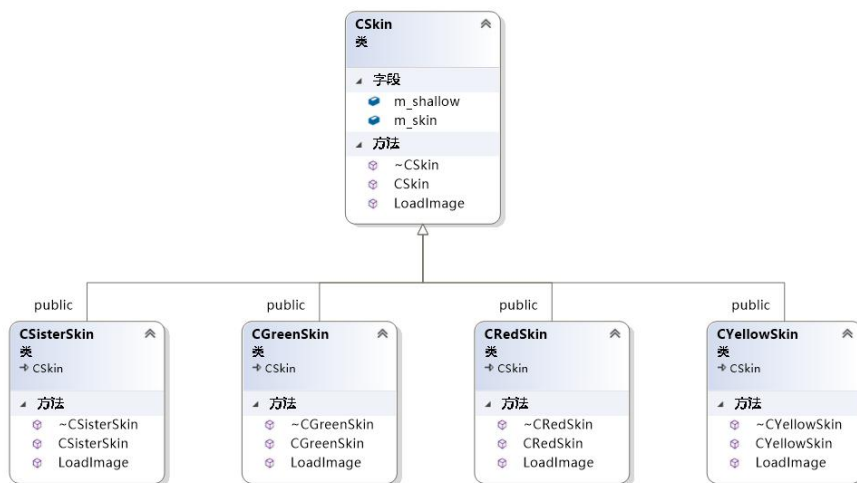 CSkin
类
字段
m_shallow
m_skin
方法
~CSkin
CSkin
LoadImage
public
public
public
public
CSisterSkin
类
CSkin
方法
~CSisterSkin
CSisterSkin
LoadImage
CGreenSkin
类
CSkin
方法
~CGreenSkin
CGreenSkin
LoadImage
CRedSkin
类
CSkin
方法
~CRedSkin
CRedSkin
LoadImage
CYellowSkin
类
CSkin
方法
~CYellowSkin
CYellowSkin
LoadImage